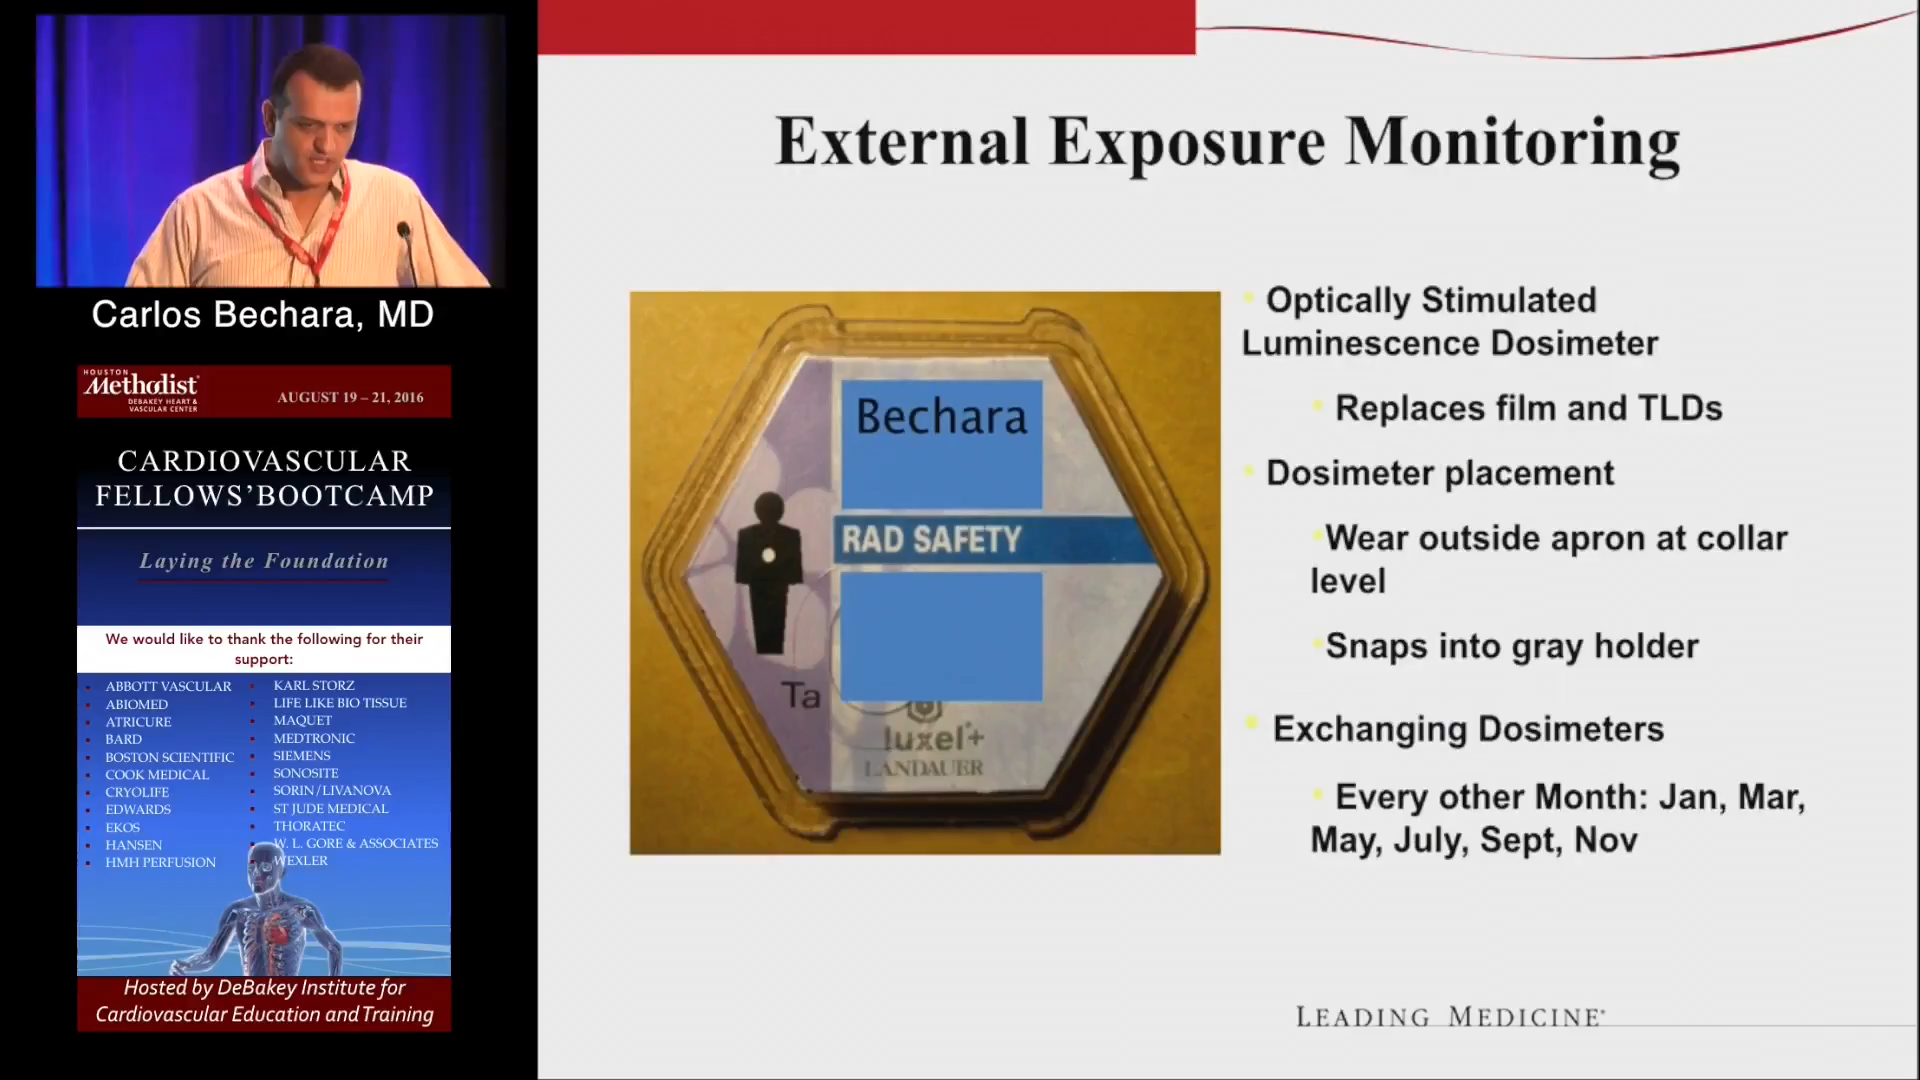 Carlos Bechara, MD
HOUSTON
Methodist
DEBAKEY HEART &
VASCULAR CENTER
AUGUST 19 – 21, 2016
CARDIOVASCULAR
FELLOWS'BOOTCAMP
Laying the Foundation
We would like to thank the following for their
support:
ABBOTT VASCULAR
ABIOMED
ATRICURE
BARD
BOSTON SCIENTIFIC
COOK MEDICAL
CRYOLIFE
EDWARDS
EKOS
HANSEN
HMH PERFUSION
KARL STORZ
LIFE LIKE BIO TISSUE
MAQUET
MEDTRONIC
SIEMENS
SONOSITE
SORIN/LIVANOVA
ST JUDE MEDICAL
THORATEC
W. L. GORE & ASSOCIATES
WEXLER
Hosted by DeBakey Institute for
Cardiovascular Education and Training
External Exposure Monitoring
Bechara
RAD SAFETY
Ta
luxel+
LANDAUER
• Optically Stimulated
Luminescence Dosimeter
• Replaces film and TLDs
• Dosimeter placement
•Wear outside apron at collar
level
•Snaps into gray holder
• Exchanging Dosimeters
• Every other Month: Jan, Mar,
May, July, Sept, Nov
LEADING MEDICINE